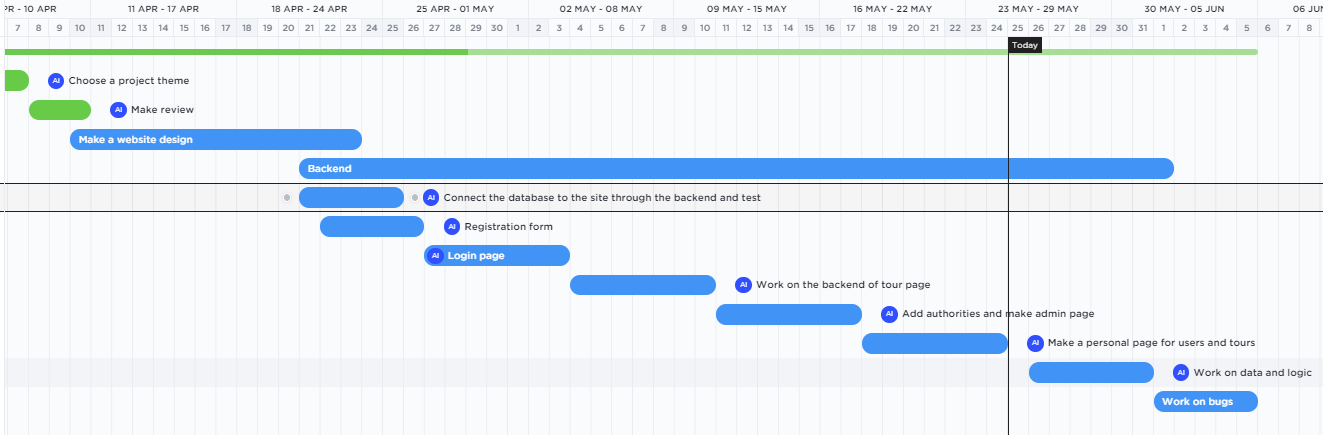 PR - 10 APR 11 APR - 17 APR 18 APR - 24 APR 25 APR - 01 MAY 02 MAY - 08 MAY 09 MAY - 15 MAY 16 MAY - 22 MAY 23 MAY - 29 MAY 30 MAY - 05 JUN 06 JUN
7 8 9 10 11 12 13 14 15 16 17 18 19 20 21 22 23 24 25 26 27 28 29 30 1 2 3 4 5 6 7 8 9 10 11 12 13 14 15 16 17 18 19 20 21 22 23 24 25 26 27 28 29 30 31 1 2 3 4 5 6 7 8
Today
AI Choose a project theme
AI Make review
Make a website design
Backend
AI Connect the database to the site through the backend and test
AI Registration form
AI Login page
AI Work on the backend of tour page
AI Add authorities and make admin page
AI Make a personal page for users and tours
AI Work on data and logic
Work on bugs